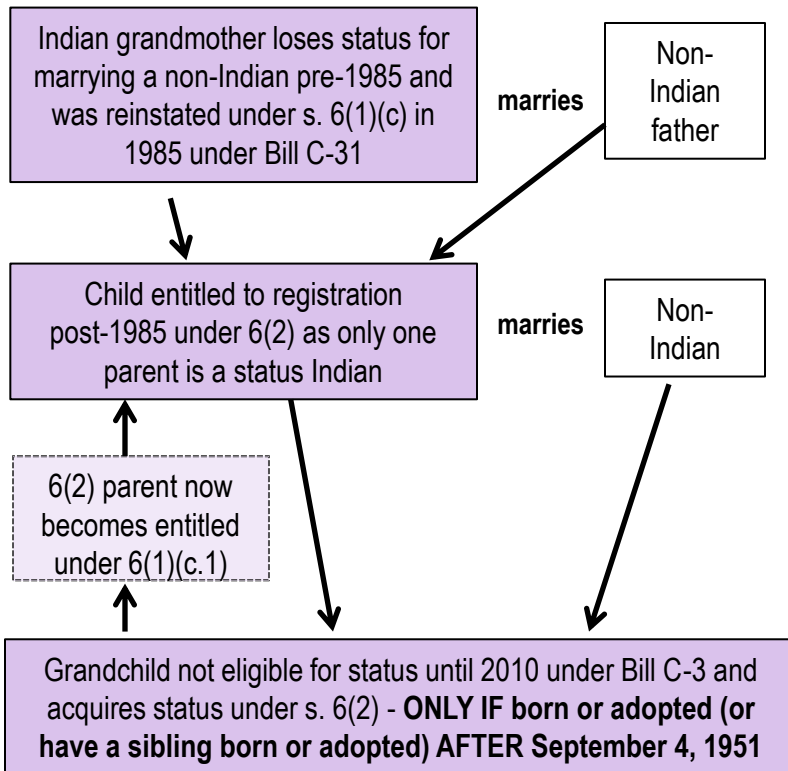 Indian grandmother loses status for
marrying a non-Indian pre-1985 and
was reinstated under s. 6(1)(c) in
1985 under Bill C-31
marries
Non-
Indian
father
Child entitled to registration
post-1985 under 6(2) as only one
parent is a status Indian
marries
Non-
Indian
6(2) parent now
becomes entitled
under 6(1)(c.1)
Grandchild not eligible for status until 2010 under Bill C-3 and
acquires status under s. 6(2) - ONLY IF born or adopted (or
have a sibling born or adopted) AFTER September 4, 1951